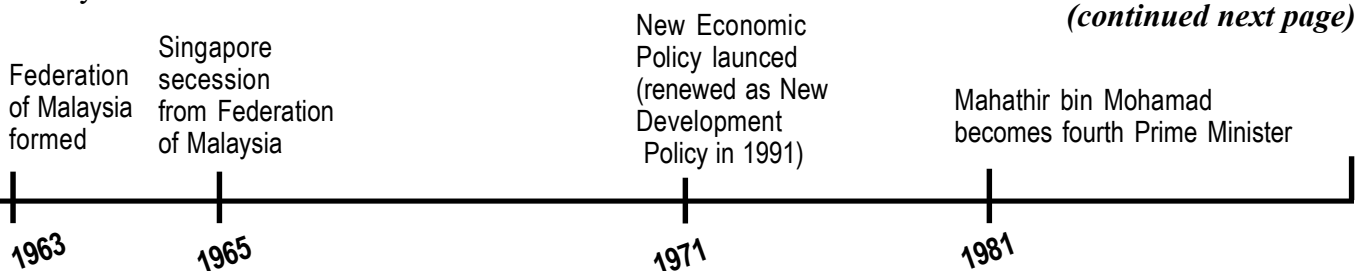 (continued next page)
Federation
of Malaysia
formed
Singapore
secession
from Federation
of Malaysia
New Economic
Policy launced
(renewed as New
Development
Policy in 1991)
Mahathir bin Mohamad
becomes fourth Prime Minister
1963
1965
1971
1981